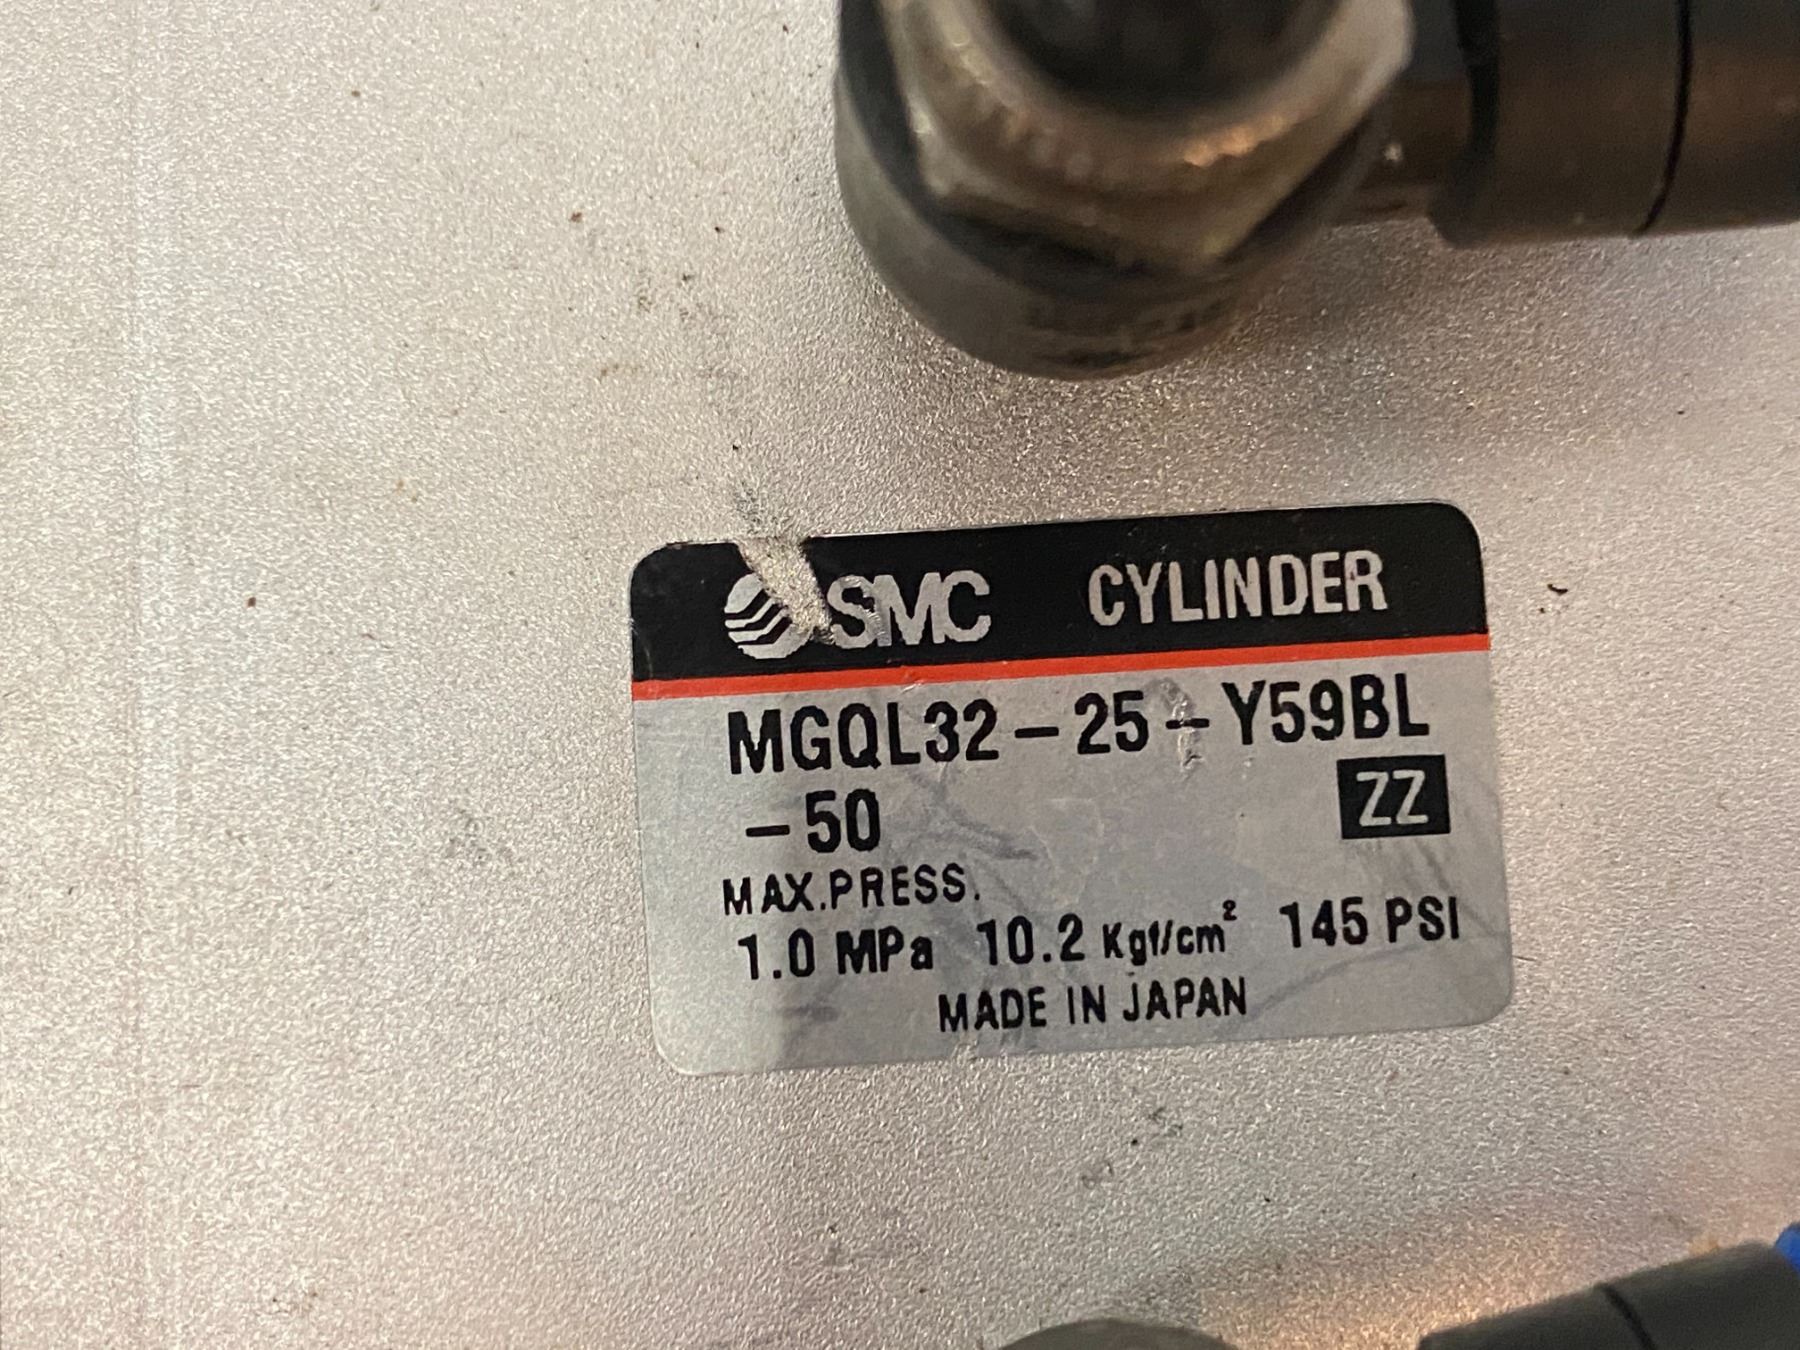 SMC CYLINDER
MGQL32-25-Y59BL
-50 ZZ
MAX.PRESS.
1.0 MPa 10.2 Kgf/cm² 145 PSI
MADE IN JAPAN